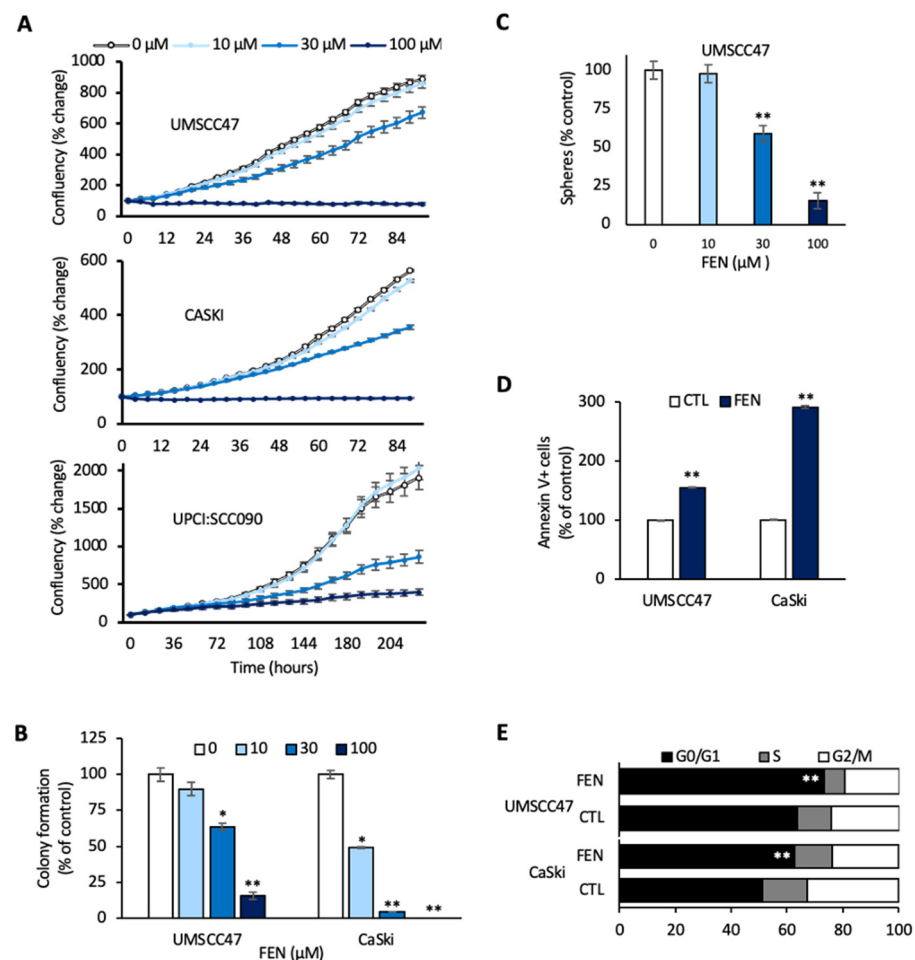 A
0 µM 10 µM 30 µM 100 µM
1000
800
600
400
200
0
Confluency (% change)
UMSCC47
0 12 24 36 48 60 72 84
600
400
200
0
Confluency (% change)
CASKI
0 12 24 36 48 60 72 84
2000
1500
1000
500
0
Confluency (% change)
UPCI:SCC090
0 36 72 108 144 180 204
Time (hours)
B
125
100
75
50
25
0
Colony formation
(% of control)
0 10 30 100
*
**
*
**
**
UMSCC47 CaSki
FEN (µM)
C
UMSCC47
100
75
50
25
0
Spheres (% control)
**
**
0 10 30 100
FEN (µM )
D
CTL FEN
300
200
100
0
Annexin V+ cells
(% of control)
**
**
UMSCC47 CaSki
E
G0/G1 S G2/M
FEN **
UMSCC47
CTL
FEN **
CaSki
CTL
0 20 40 60 80 100